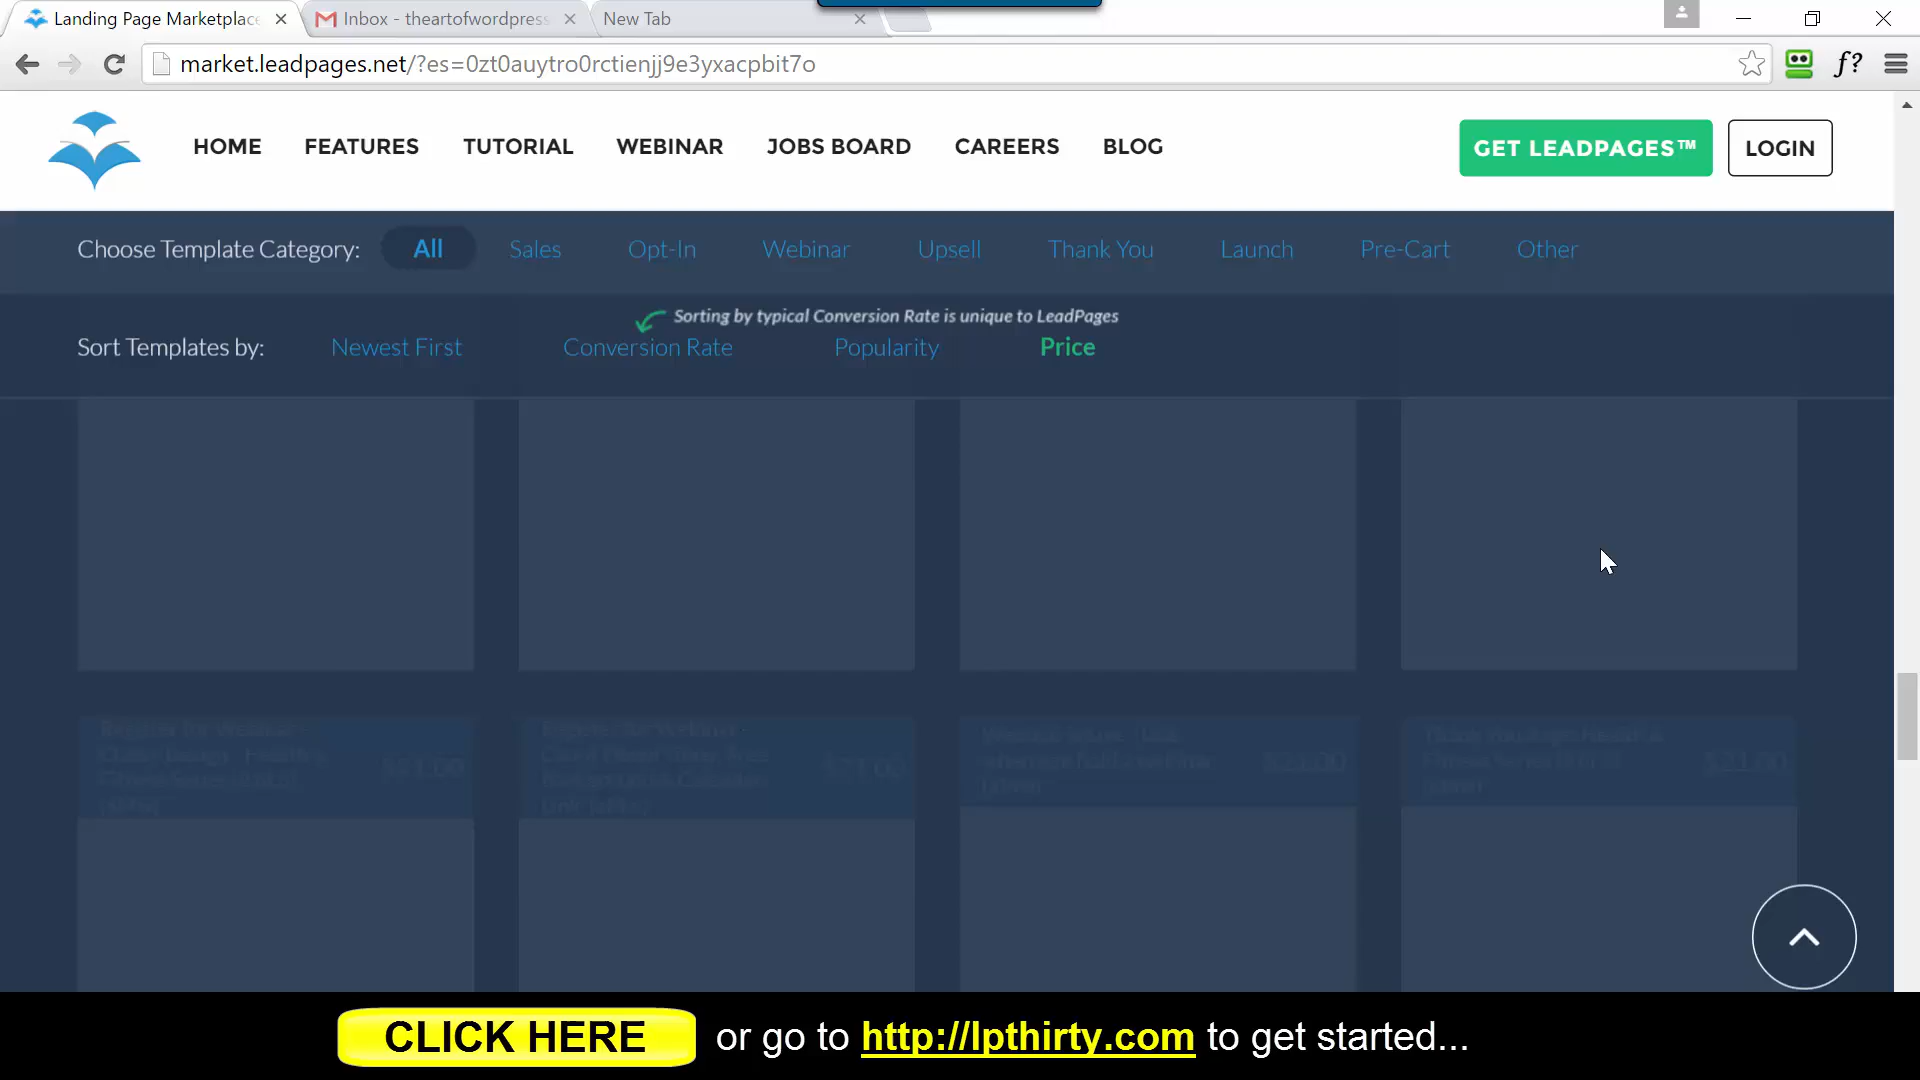 Landing Page Marketplace
Inbox - theartofwordpress
New Tab
market.leadpages.net/?es=0zt0auytro0rctienjj9e3yxacpbit7o
f?
HOME FEATURES TUTORIAL WEBINAR JOBS BOARD CAREERS BLOG GET LEADPAGES™ LOGIN
Choose Template Category: All Sales Opt-In Webinar Upsell Thank You Launch Pre-Cart Other
Sorting by typical Conversion Rate is unique to LeadPages
Sort Templates by: Newest First Conversion Rate Popularity Price
Register for Webinar -
CLICK HERE or go to http://lpthirty.com to get started...